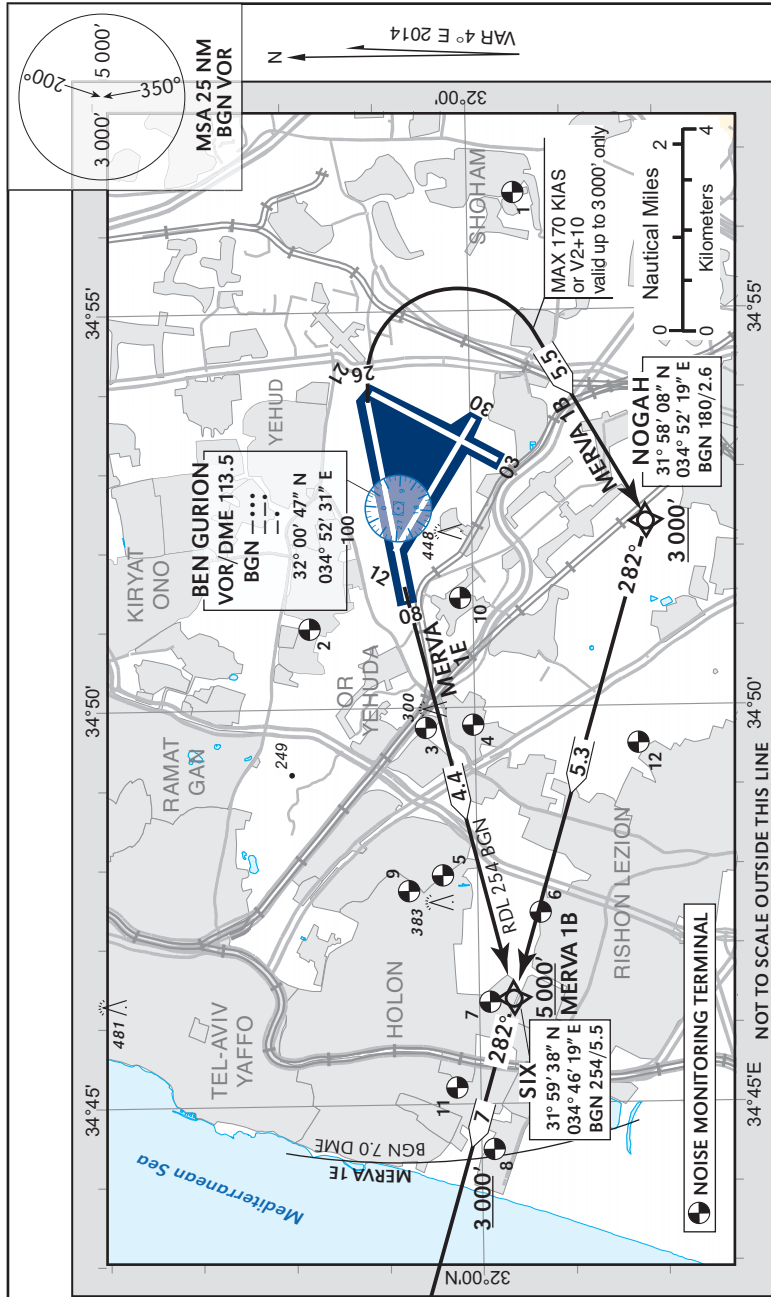 200°
350°
3 000'
5 000'
MSA 25 NM
BGN VOR
VAR 4° E 2014
N
34°45'
34°50'
34°55'
32°00'
Mediterranean Sea
TEL-AVIV
YAFFO
RAMAT
GAN
KIRYAT
ONO
YEHUD
OR
YEHUDA
HOLON
RISHON LEZION
SHOHAM
BEN GURION
VOR/DME 113.5
BGN
32° 00' 47" N
034° 52' 31" E
100
26
21
12
08
30
03
481
249
300
383
448
1
2
3
4
5
6
7
8
9
10
11
12
MAX 170 KIAS
or V2+10
valid up to 3 000' only
MERVA
1E
4.4
RDL 254 BGN
MERVA 1B
5.5
282°
5.3
3 000'
NOGAH
31° 58' 08" N
034° 52' 19" E
BGN 180/2.6
5 000'
MERVA 1B
282°
7
SIX
31° 59' 38" N
034° 46' 19" E
BGN 254/5.5
BGN 7.0 DME
MERVA 1E
3 000'
NOISE MONITORING TERMINAL
0 2
Nautical Miles
0 4
Kilometers
32°00'N
34°45'E
34°50'
34°55'
NOT TO SCALE OUTSIDE THIS LINE